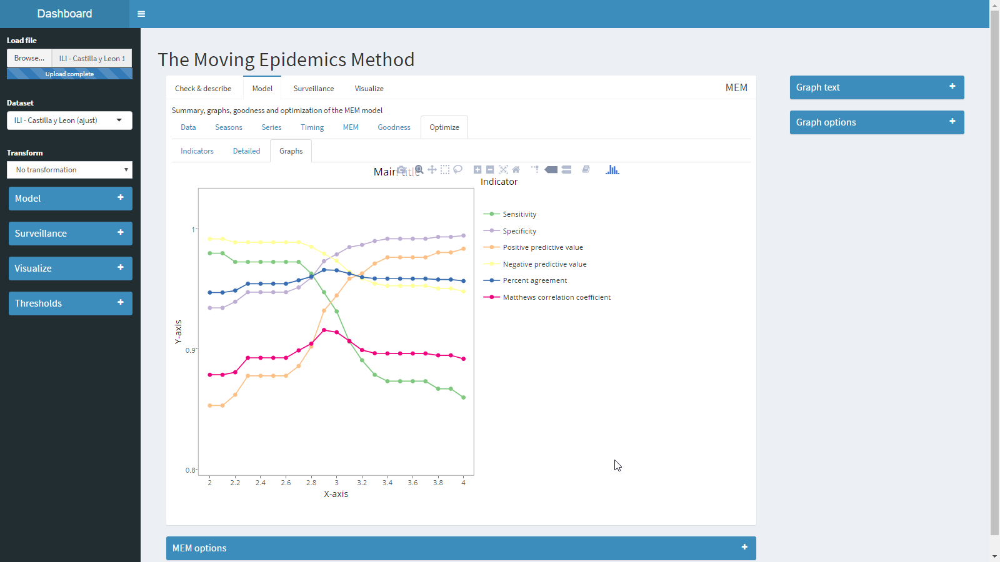 Dashboard
Load file
Browse...
ILI - Castilla y Leon 1
Upload complete
Dataset
ILI - Castilla y Leon (ajust)
Transform
No transformation
Model
Surveillance
Visualize
Thresholds
The Moving Epidemics Method
Check & describe
Model
Surveillance
Visualize
MEM
Summary, graphs, goodness and optimization of the MEM model
Data
Seasons
Series
Timing
MEM
Goodness
Optimize
Indicators
Detailed
Graphs
Main title
Indicator
Sensitivity
Specificity
Positive predictive value
Negative predictive value
Percent agreement
Matthews correlation coefficient
1
0.9
0.8
Y-axis
2 2.2 2.4 2.6 2.8 3 3.2 3.4 3.6 3.8 4
X-axis
MEM options
Graph text
Graph options